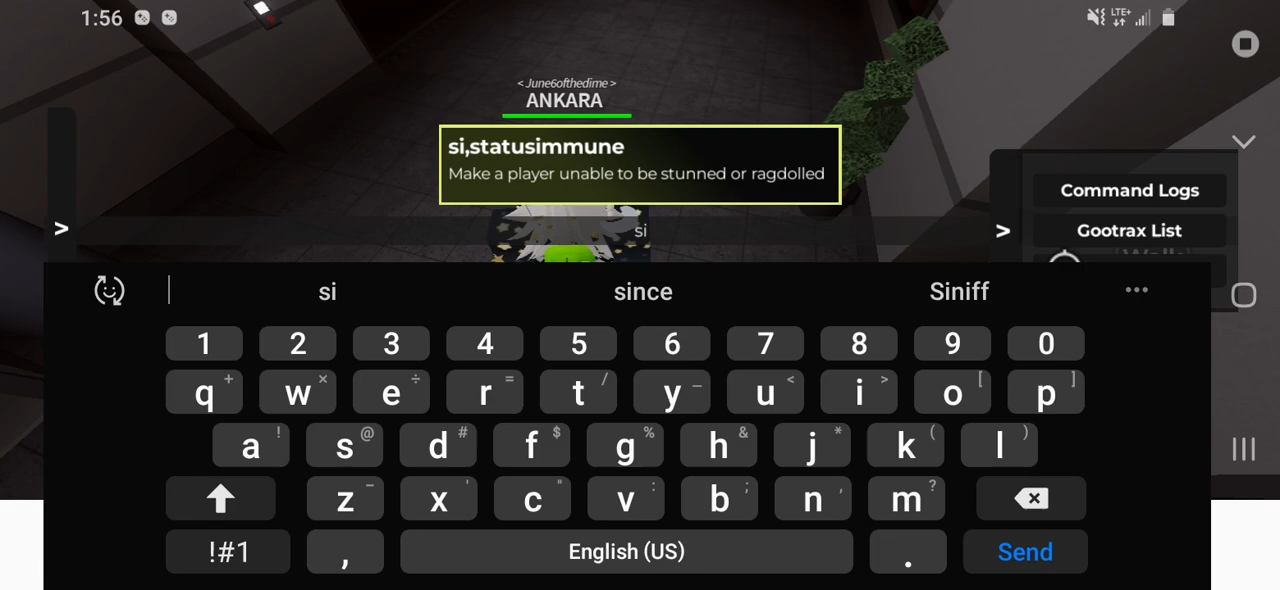 1:56
LTE+
< June6ofthedime >
ANKARA
si,statusimmune
Make a player unable to be stunned or ragdolled
> si >
Command Logs
Gootrax List
si since Siniff ...
1 2 3 4 5 6 7 8 9 0
q + w × e ÷ r = t / y _ u < i > o [ p ]
a ! s @ d # f $ g % h & j * k ( l )
z - x ' c " v : b ; n , m ?
!#1 , English (US) . Send